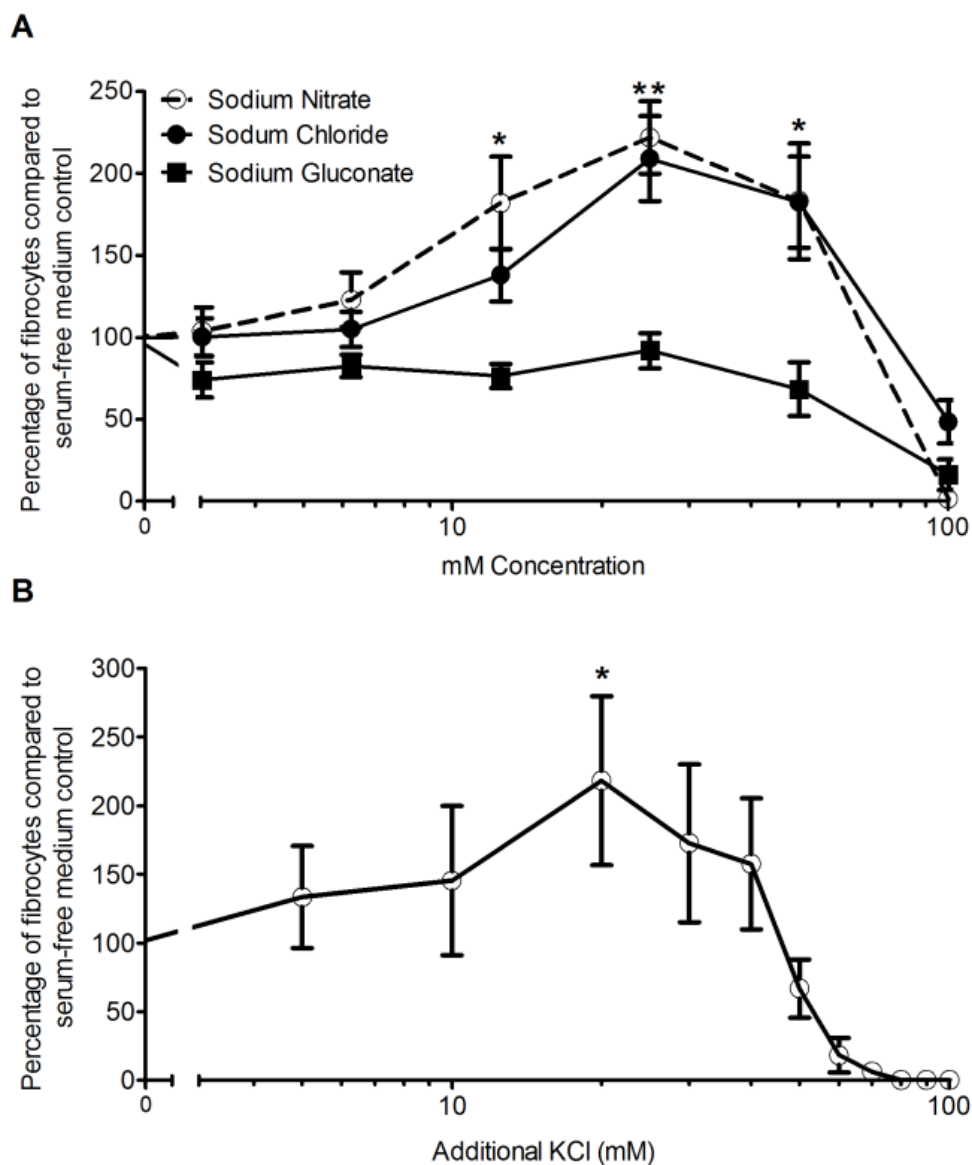 A
Percentage of fibrocytes compared to
serum-free medium control
250
200
150
100
50
0
Sodium Nitrate
Sodum Chloride
Sodium Gluconate
*
**
*
0
10
100
mM Concentration
B
Percentage of fibrocytes compared to
serum-free medium control
300
250
200
150
100
50
0
*
0
10
100
Additional KCl (mM)